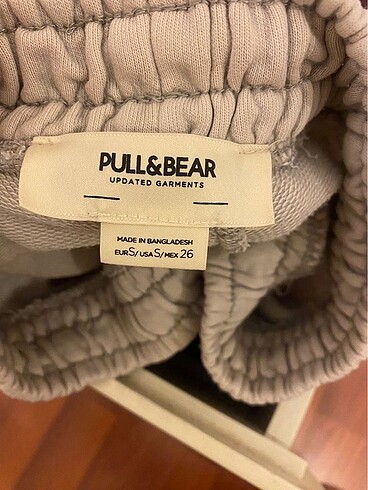 PULL&BEAR
UPDATED GARMENTS
MADE IN BANGLADESH
EUR S/ USA S/ MEX 26